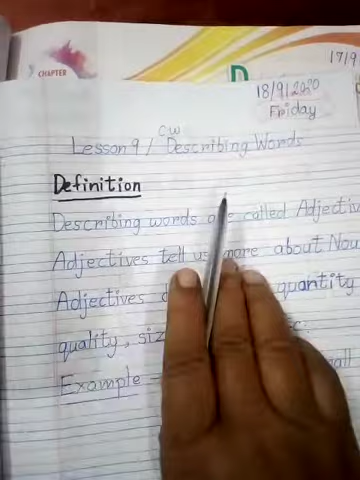 CHAPTER
D
17/9
18/9/2020
Friday
CW
Lesson 9 / Describing Words
Definition
Describing words are called Adjectiv
Adjectives tell us more about Nou
Adjectives quantity
quality, siz
Example -